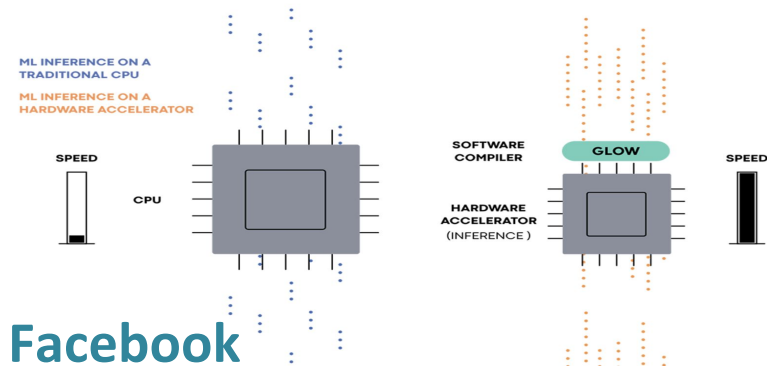 ML INFERENCE ON A
TRADITIONAL CPU
ML INFERENCE ON A
HARDWARE ACCELERATOR
SPEED
CPU
SOFTWARE
COMPILER
GLOW
HARDWARE
ACCELERATOR
(INFERENCE )
SPEED
Facebook